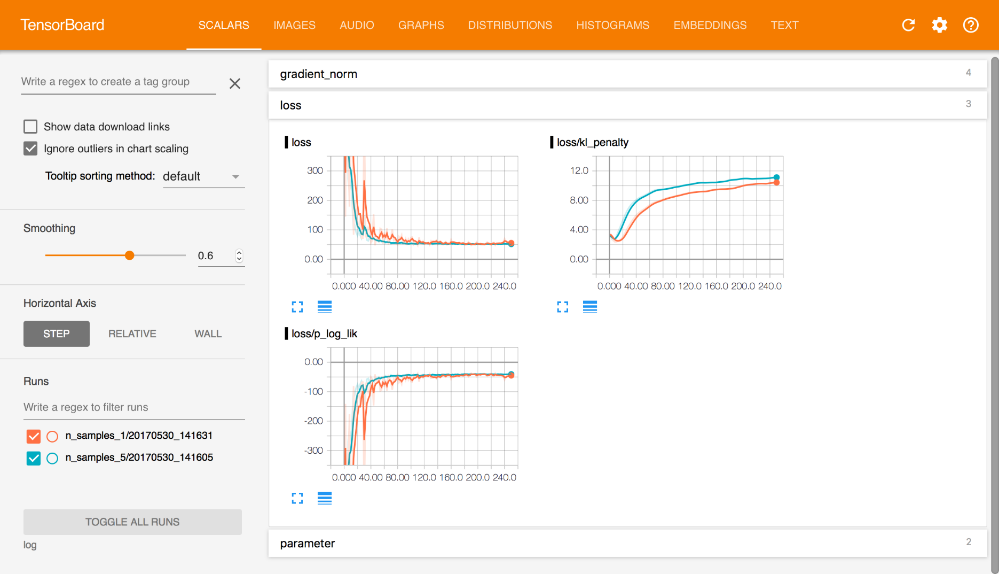 TensorBoard
SCALARS IMAGES AUDIO GRAPHS DISTRIBUTIONS HISTOGRAMS EMBEDDINGS TEXT
Write a regex to create a tag group
Show data download links
Ignore outliers in chart scaling
Tooltip sorting method: default
Smoothing
0.6
Horizontal Axis
STEP RELATIVE WALL
Runs
Write a regex to filter runs
n_samples_1/20170530_141631
n_samples_5/20170530_141605
TOGGLE ALL RUNS
log
gradient_norm 4
loss 3
loss
300
200
100
0.00
0.000 40.00 80.00 120.0 160.0 200.0 240.0
loss/kl_penalty
12.0
8.00
4.00
0.00
0.000 40.00 80.00 120.0 160.0 200.0 240.0
loss/p_log_lik
0.00
-100
-200
-300
0.000 40.00 80.00 120.0 160.0 200.0 240.0
parameter 2